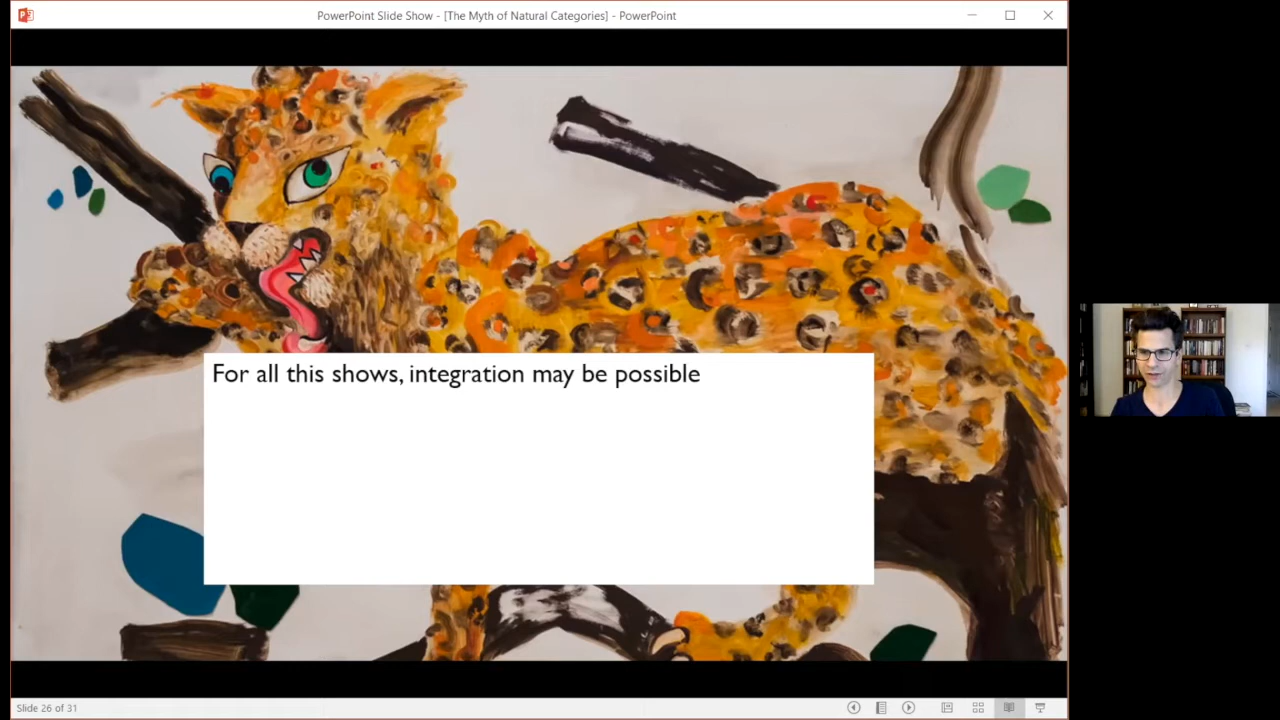 PowerPoint Slide Show - [The Myth of Natural Categories] - PowerPoint
For all this shows, integration may be possible
Slide 26 of 31